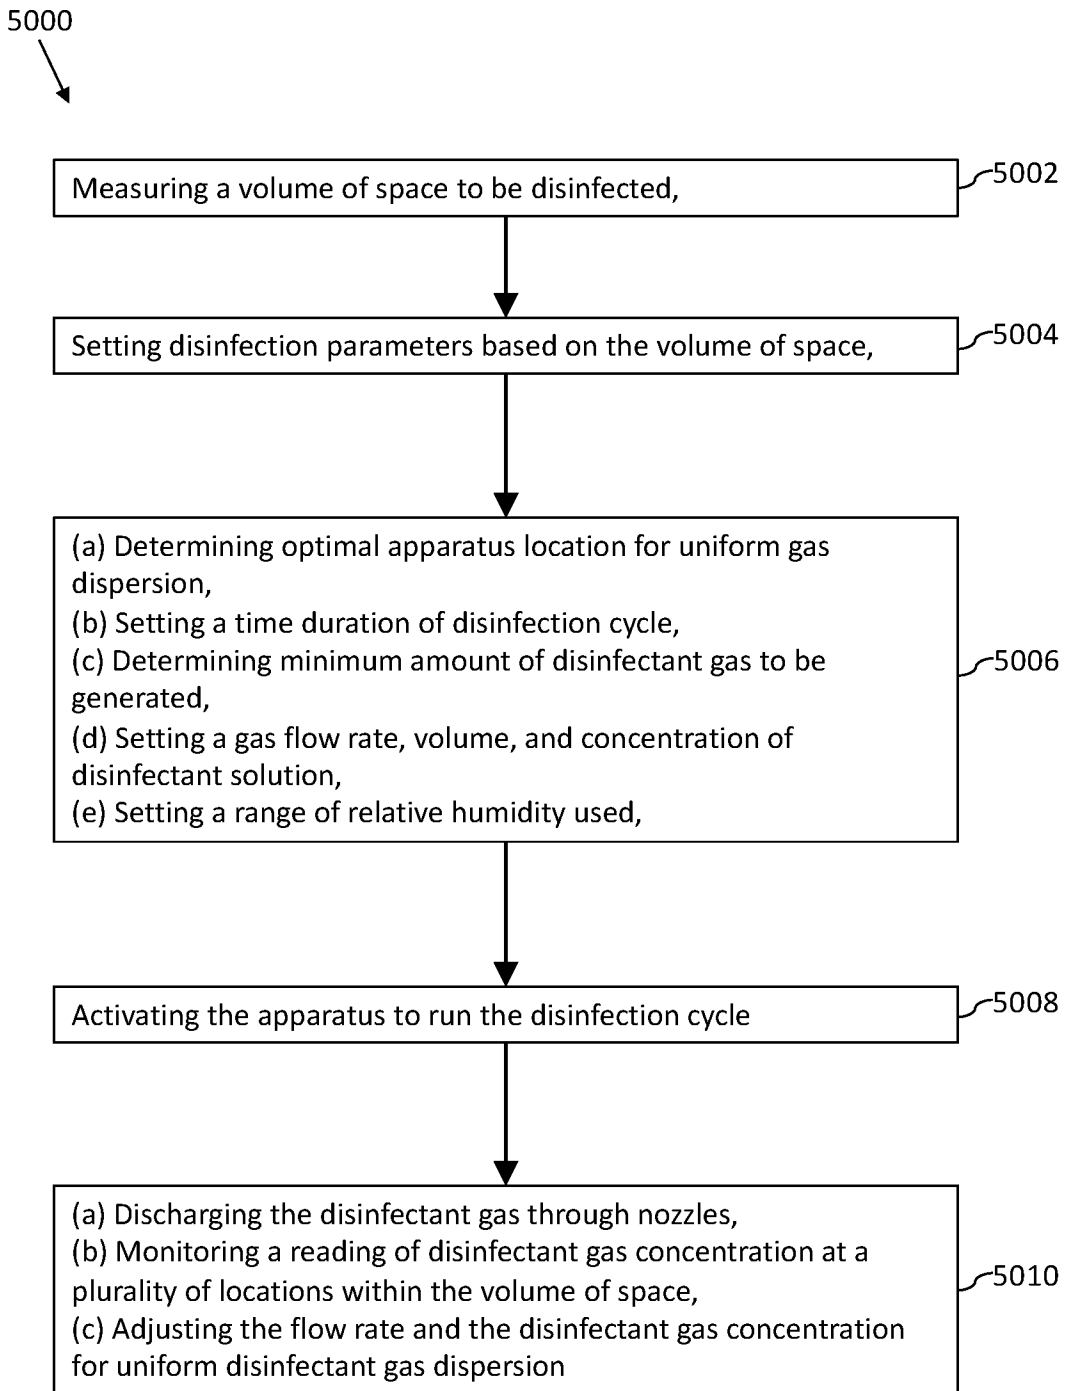 5000
Measuring a volume of space to be disinfected,
5002
Setting disinfection parameters based on the volume of space,
5004
(a) Determining optimal apparatus location for uniform gas
dispersion,
(b) Setting a time duration of disinfection cycle,
(c) Determining minimum amount of disinfectant gas to be
generated,
(d) Setting a gas flow rate, volume, and concentration of
disinfectant solution,
(e) Setting a range of relative humidity used,
5006
Activating the apparatus to run the disinfection cycle
5008
(a) Discharging the disinfectant gas through nozzles,
(b) Monitoring a reading of disinfectant gas concentration at a
plurality of locations within the volume of space,
(c) Adjusting the flow rate and the disinfectant gas concentration
for uniform disinfectant gas dispersion
5010